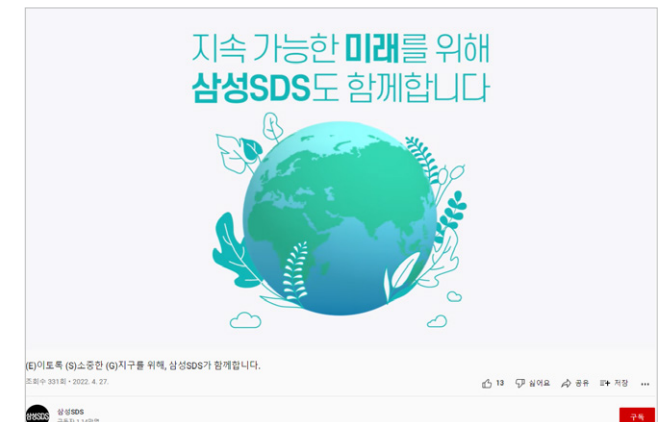 지속 가능한 미래를 위해
삼성SDS도 함께합니다
(E)이토록 (S)소중한 (G)지구를 위해, 삼성SDS가 함께합니다.
조회수 331회 • 2022. 4. 27.
13 싫어요 공유 저장 ...
삼성SDS
삼성SDS
구독자
구독